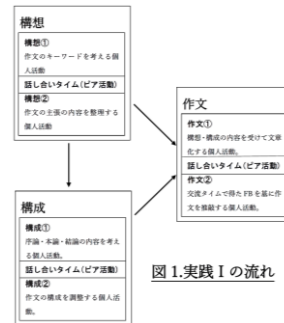 構想
構想①
作文のキーワードを考える個
人活動
話し合いタイム(ピア活動)
構想②
作文の主張の内容を整理する
個人活動
構成
構成①
序論・本論・結論の内容を考え
る個人活動。
話し合いタイム(ピア活動)
構成②
作文の構成を調整する個人活
動。
作文
作文①
構想・構成の内容を受けて文章
化する個人活動。
話し合いタイム(ピア活動)
作文②
交流タイムで得た FB を基に作
文を推敲する個人活動。
図 1.実践Ⅰの流れ